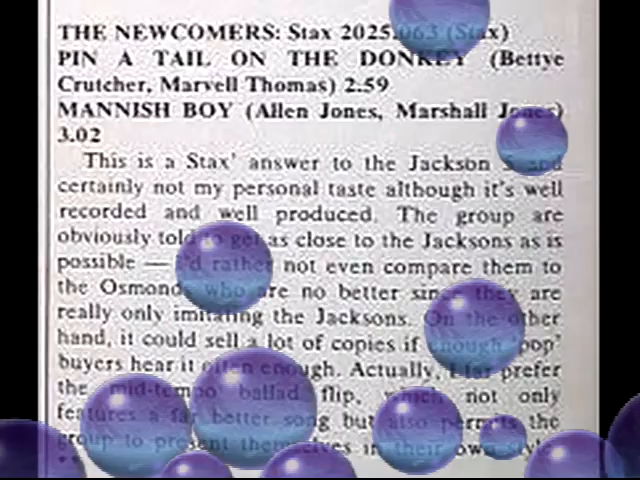 THE NEWCOMERS: Stax 2025.063 (Stax)
PIN A TAIL ON THE DONKEY (Bettye
Crutcher, Marvell Thomas) 2.59
MANNISH BOY (Allen Jones, Marshall Jones)
3.02
This is a Stax' answer to the Jackson 5 and
certainly not my personal taste although it's well
recorded and well produced. The group are
obviously told to get as close to the Jacksons as is
possible — I'd rather not even compare them to
the Osmonds who are no better since they are
really only imitating the Jacksons. On the other
hand, it could sell a lot of copies if enough 'pop'
buyers hear it often enough. Actually, I far prefer
the mid-tempo ballad flip, which not only
features a far better song but also permits the
group to present themselves in their own style.
**